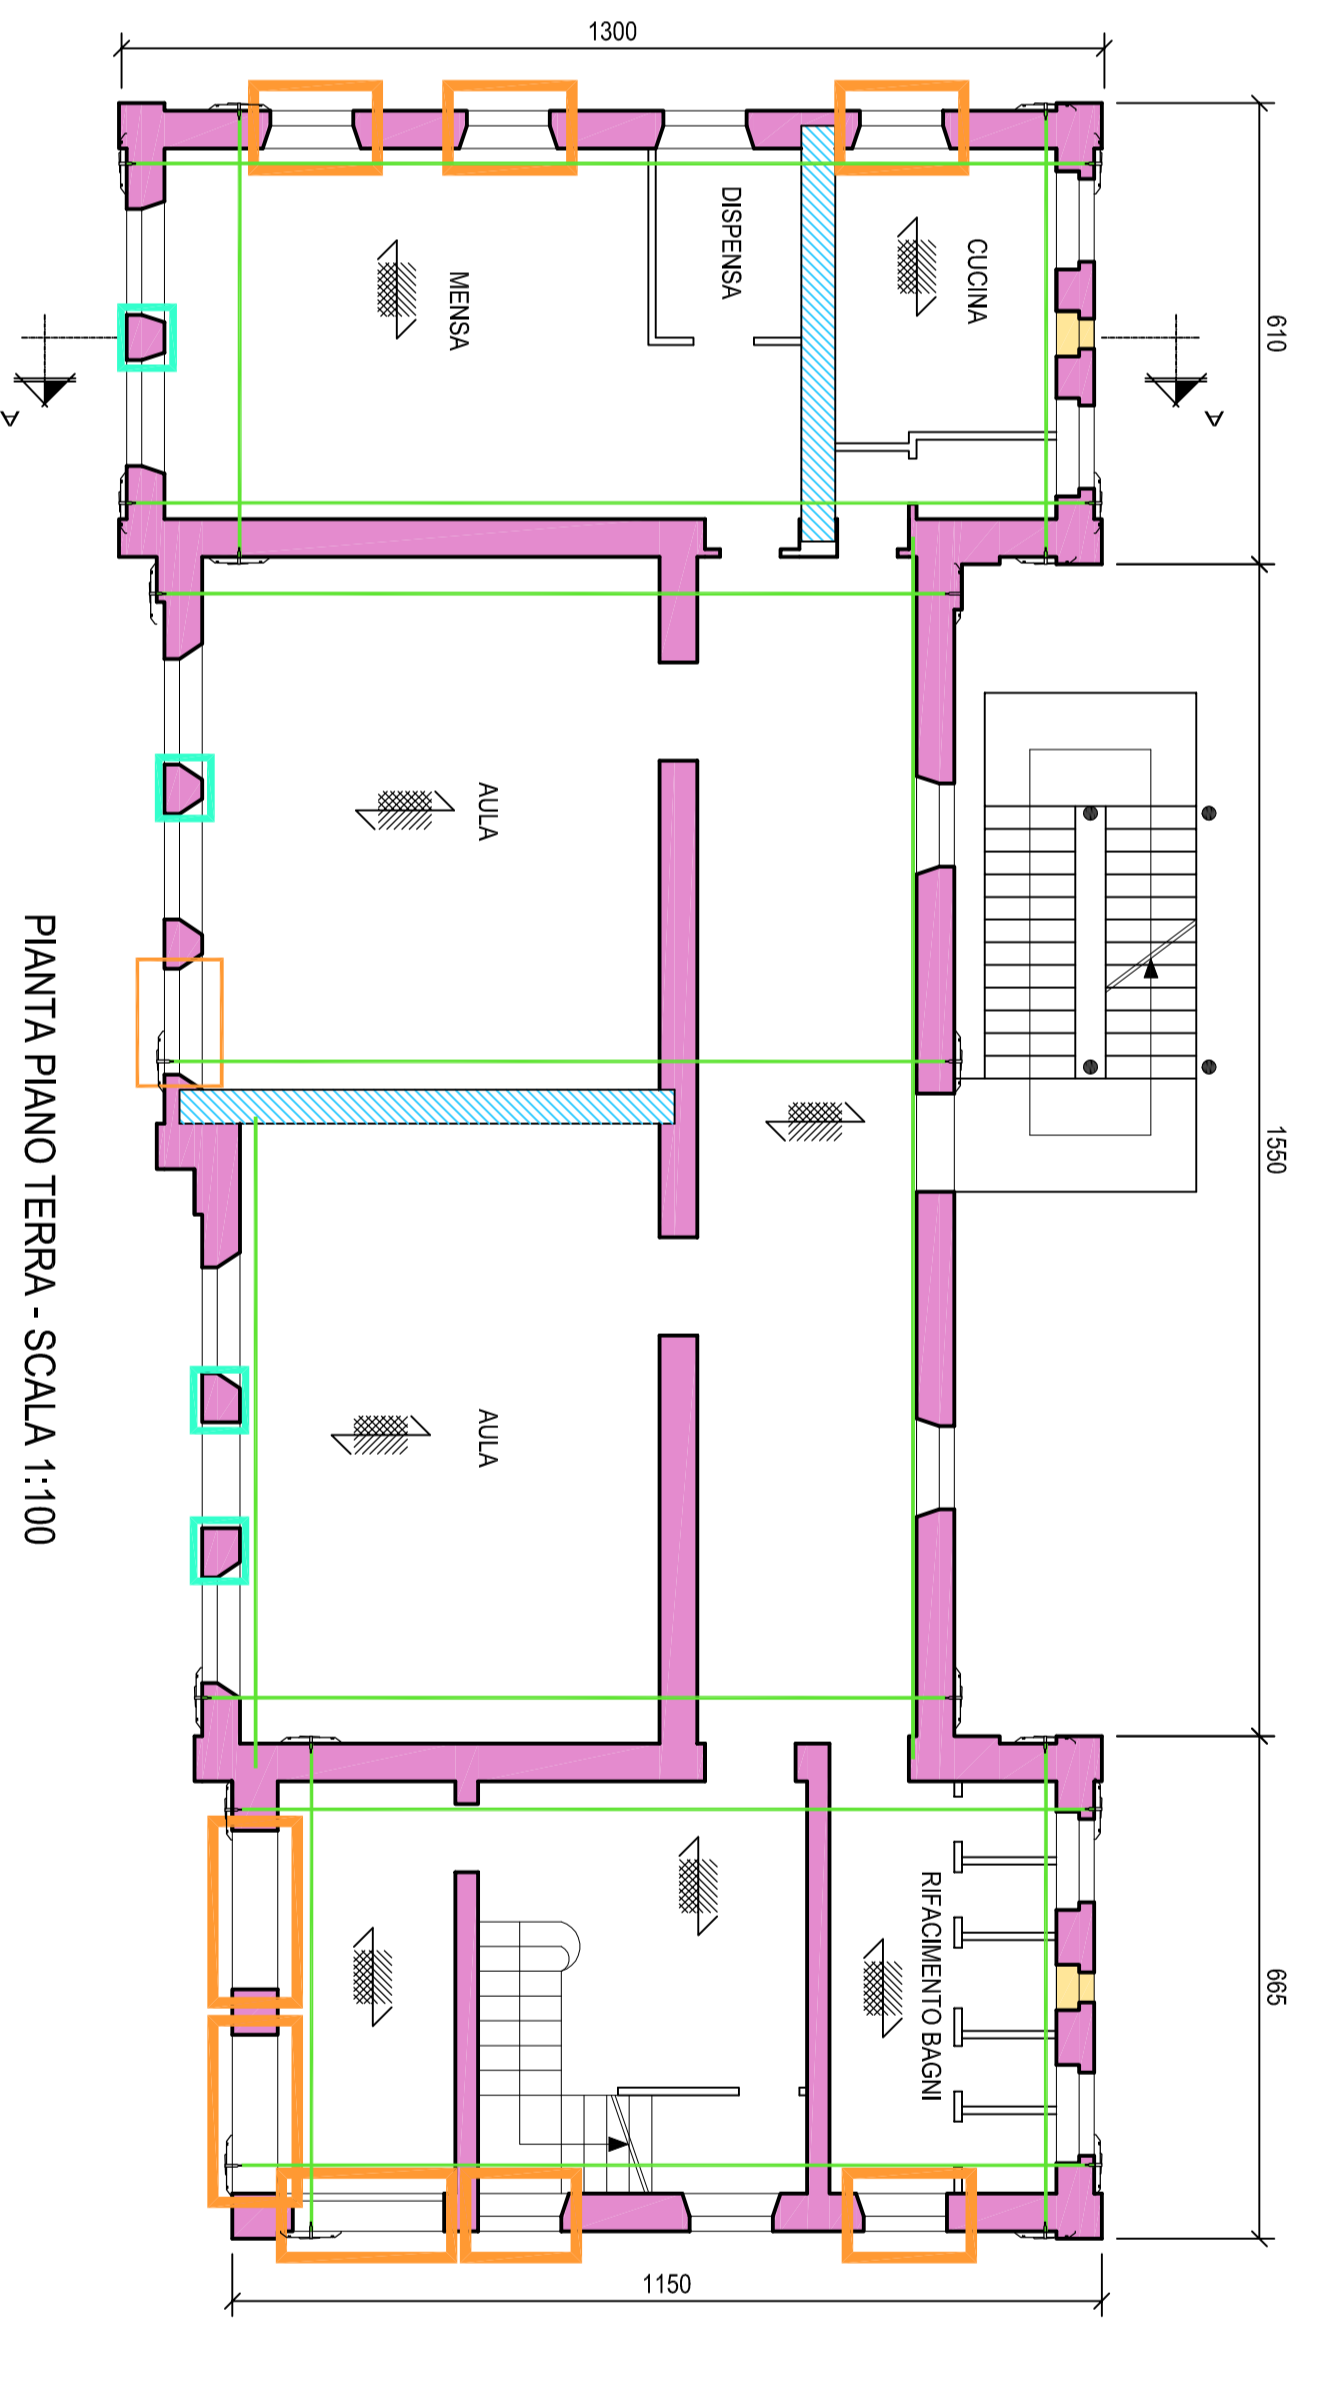 1300
610
1550
665
1150
CUCINA
DISPENSA
MENSA
A
A
AULA
AULA
RIFACIMENTO BAGNI
PIANTA PIANO TERRA - SCALA 1:100